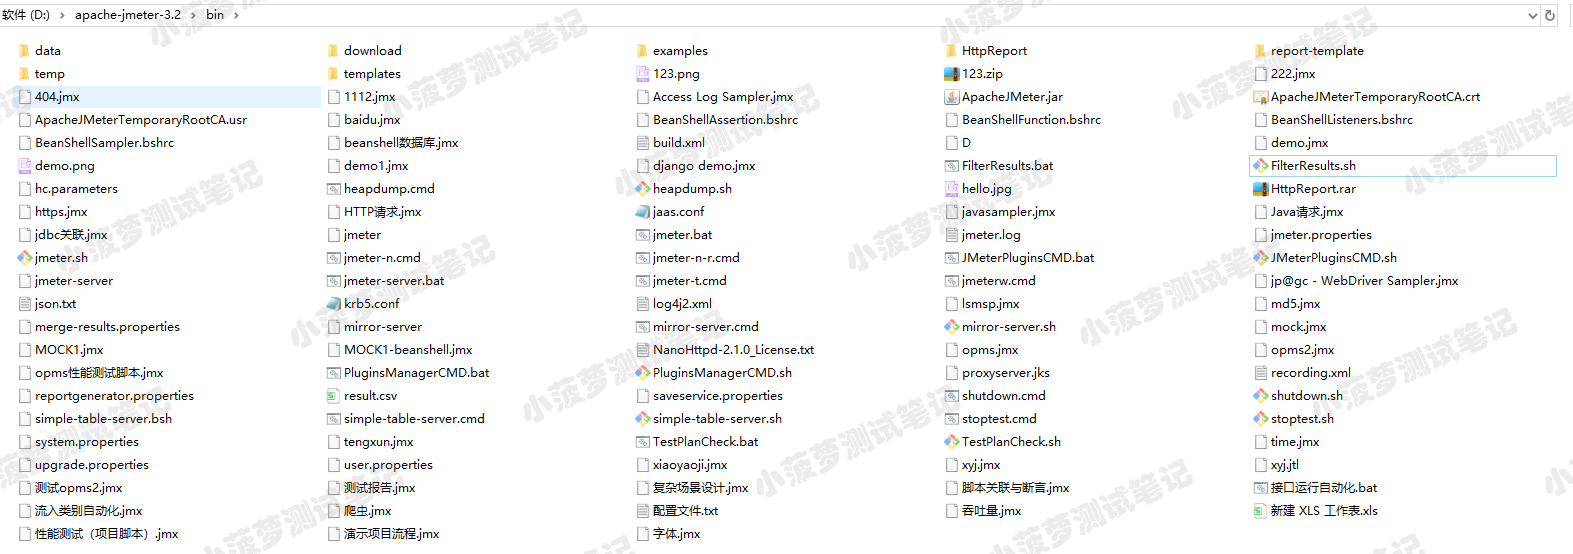 软件 (D:) > apache-jmeter-3.2 > bin >
data download examples HttpReport report-template
temp templates 123.png 123.zip 222.jmx
404.jmx 1112.jmx Access Log Sampler.jmx ApacheJMeter.jar ApacheJMeterTemporaryRootCA.crt
ApacheJMeterTemporaryRootCA.usr baidu.jmx BeanShellAssertion.bshrc BeanShellFunction.bshrc BeanShellListeners.bshrc
BeanShellSampler.bshrc beanshell数据库.jmx build.xml D demo.jmx
demo.png demo1.jmx django demo.jmx FilterResults.bat FilterResults.sh
hc.parameters heapdump.cmd heapdump.sh hello.jpg HttpReport.rar
https.jmx HTTP请求.jmx jaas.conf javasampler.jmx Java请求.jmx
jdbc关联.jmx jmeter jmeter.bat jmeter.log jmeter.properties
jmeter.sh jmeter-n.cmd jmeter-n-r.cmd JMeterPluginsCMD.bat JMeterPluginsCMD.sh
jmeter-server jmeter-server.bat jmeter-t.cmd jmeterw.cmd jp@gc - WebDriver Sampler.jmx
json.txt krb5.conf log4j2.xml lsmsp.jmx md5.jmx
merge-results.properties mirror-server mirror-server.cmd mirror-server.sh mock.jmx
MOCK1.jmx MOCK1-beanshell.jmx NanoHttpd-2.1.0_License.txt opms.jmx opms2.jmx
opms性能测试脚本.jmx PluginsManagerCMD.bat PluginsManagerCMD.sh proxyserver.jks recording.xml
reportgenerator.properties result.csv saveservice.properties shutdown.cmd shutdown.sh
simple-table-server.bsh simple-table-server.cmd simple-table-server.sh stoptest.cmd stoptest.sh
system.properties tengxun.jmx TestPlanCheck.bat TestPlanCheck.sh time.jmx
upgrade.properties user.properties xiaoyaoji.jmx xyj.jmx xyj.jtl
测试opms2.jmx 测试报告.jmx 复杂场景设计.jmx 脚本关联与断言.jmx 接口运行自动化.bat
流入类别自动化.jmx 爬虫.jmx 配置文件.txt 吞吐量.jmx 新建 XLS 工作表.xls
性能测试（项目脚本）.jmx 演示项目流程.jmx 字体.jmx
小菠萝测试笔记